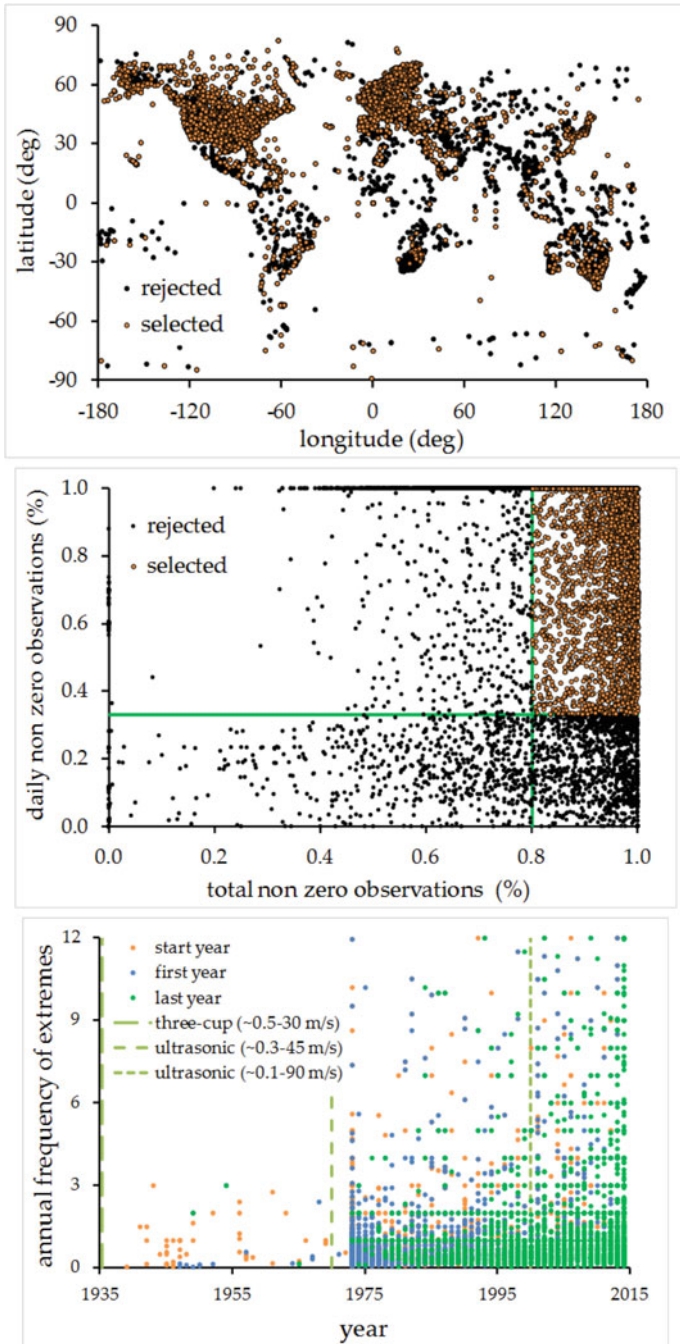 90
60
30
0
-30
-60
-90
latitude (deg)
rejected
selected
-180 -120 -60 0 60 120 180
longitude (deg)
1.0
0.8
0.6
0.4
0.2
0.0
daily non zero observations (%)
rejected
selected
0.0 0.2 0.4 0.6 0.8 1.0
total non zero observations (%)
12
9
6
3
0
annual frequency of extremes
start year
first year
last year
three-cup (~0.5-30 m/s)
ultrasonic (~0.3-45 m/s)
ultrasonic (~0.1-90 m/s)
1935 1955 1975 1995 2015
year